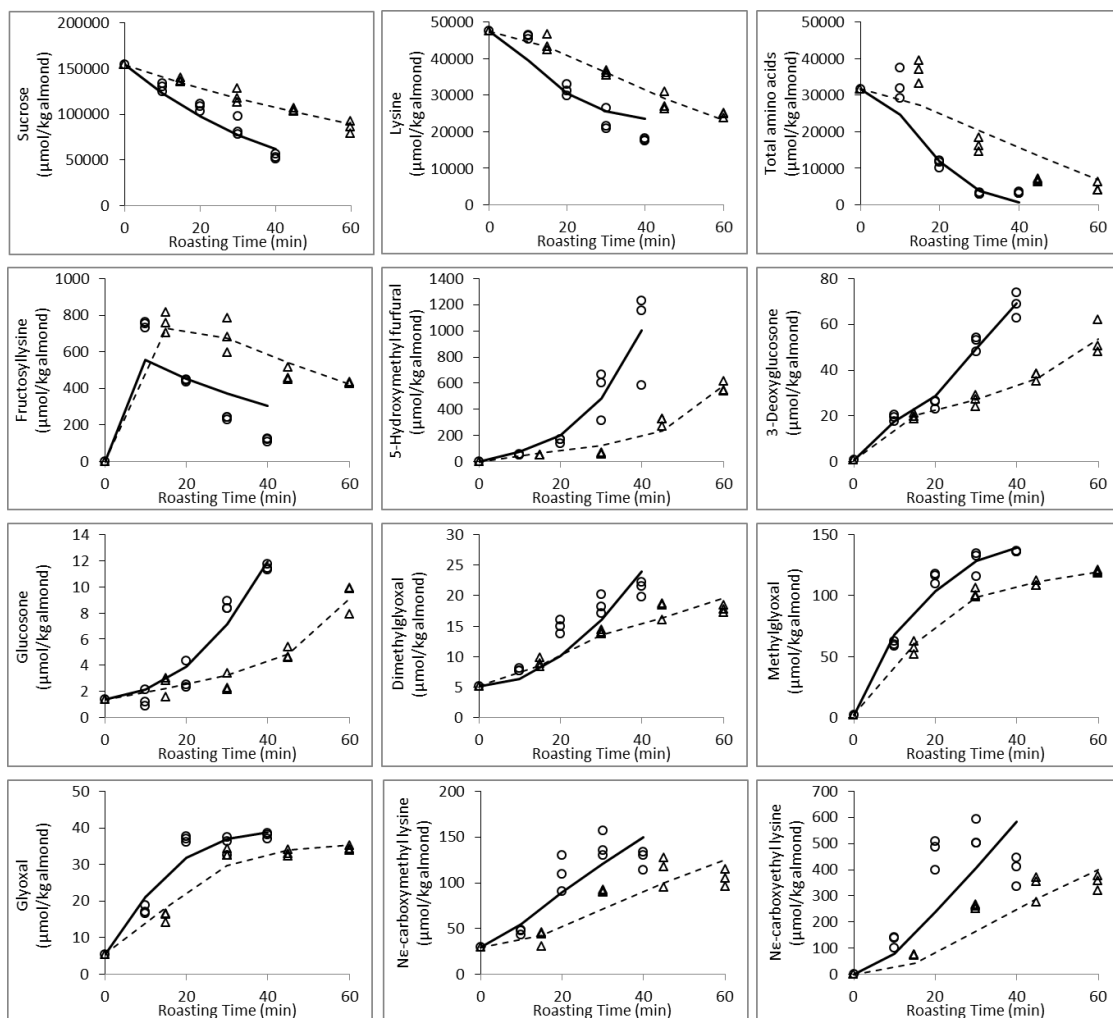 Sucrose
(μmol/kg almond)
200000
150000
100000
50000
0
0 20 40 60
Roasting Time (min)
Lysine
(μmol/kg almond)
50000
40000
30000
20000
10000
0
0 20 40 60
Roasting Time (min)
Total amino acids
(μmol/kg almond)
50000
40000
30000
20000
10000
0
0 20 40 60
Roasting Time (min)
Fructosyllysine
(μmol/kg almond)
1000
800
600
400
200
0
0 20 40 60
Roasting Time (min)
5-Hydroxymethylfurfural
(μmol/kg almond)
1400
1200
1000
800
600
400
200
0
0 20 40 60
Roasting Time (min)
3-Deoxyglucosone
(μmol/kg almond)
80
60
40
20
0
0 20 40 60
Roasting Time (min)
Glucosone
(μmol/kg almond)
14
12
10
8
6
4
2
0
0 20 40 60
Roasting Time (min)
Dimethylglyoxal
(μmol/kg almond)
30
25
20
15
10
5
0
0 20 40 60
Roasting Time (min)
Methylglyoxal
(μmol/kg almond)
150
100
50
0
0 20 40 60
Roasting Time (min)
Glyoxal
(μmol/kg almond)
50
40
30
20
10
0
0 20 40 60
Roasting Time (min)
Nε-carboxymethyl lysine
(μmol/kg almond)
200
150
100
50
0
0 20 40 60
Roasting Time (min)
Nε-carboxyethyl lysine
(μmol/kg almond)
700
600
500
400
300
200
100
0
0 20 40 60
Roasting Time (min)